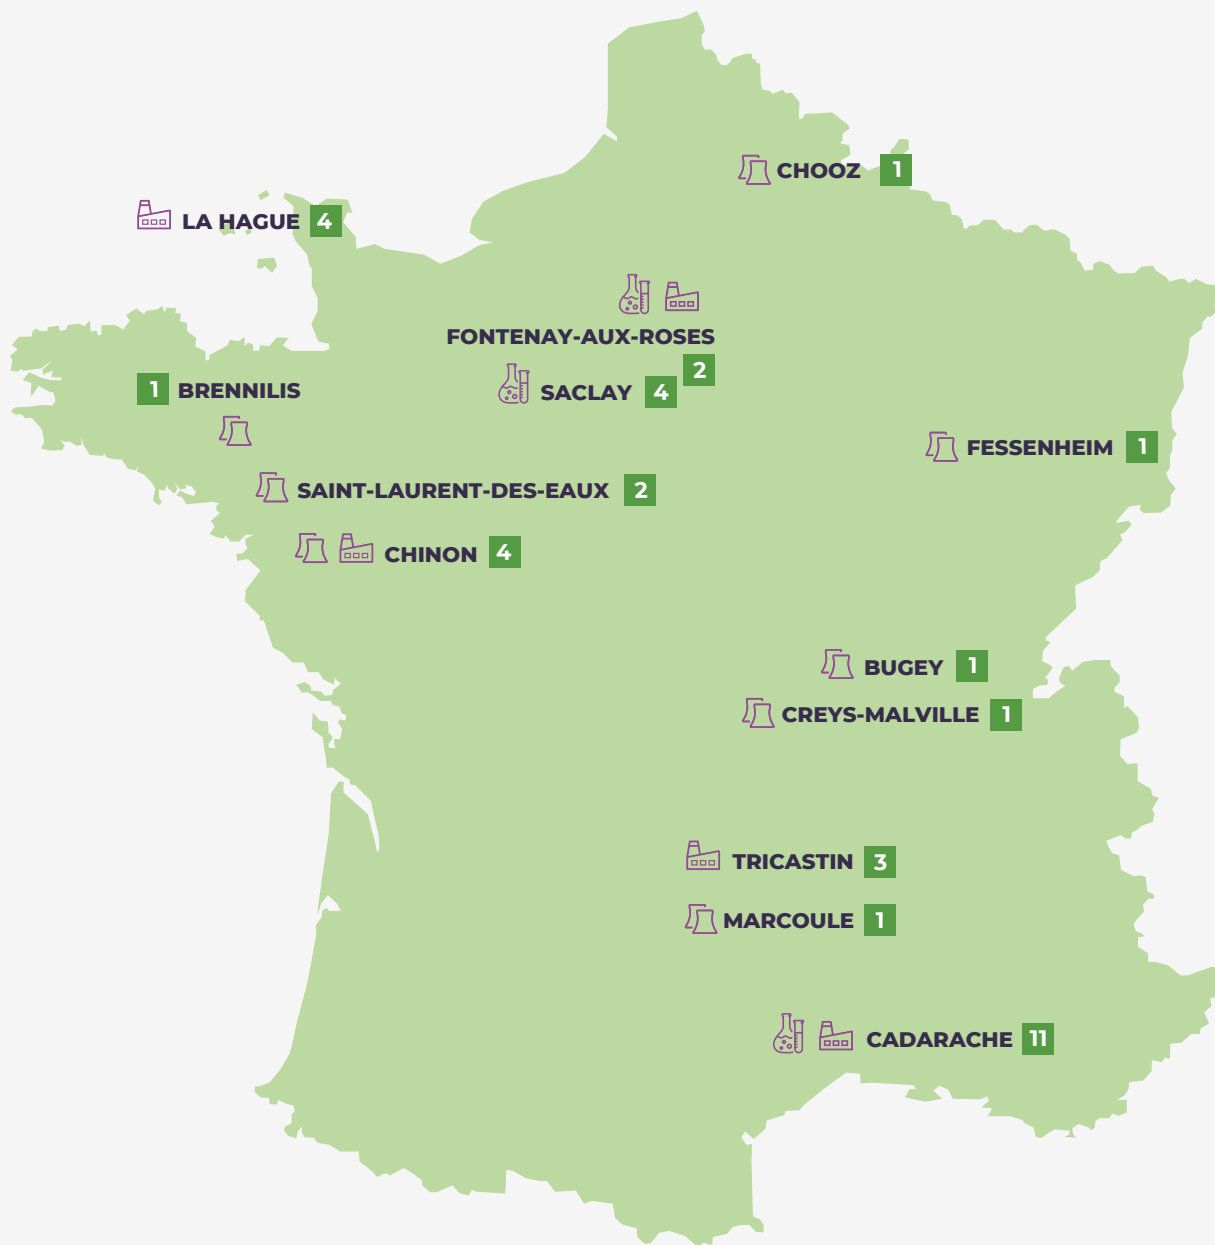 CHOOZ 1
LA HAGUE 4
FONTENAY-AUX-ROSES
2
1 BRENNILIS
SACLAY 4
FESSENHEIM 1
SAINT-LAURENT-DES-EAUX 2
CHINON 4
BUGEY 1
CREYS-MALVILLE 1
TRICASTIN 3
MARCOULE 1
CADARACHE 11